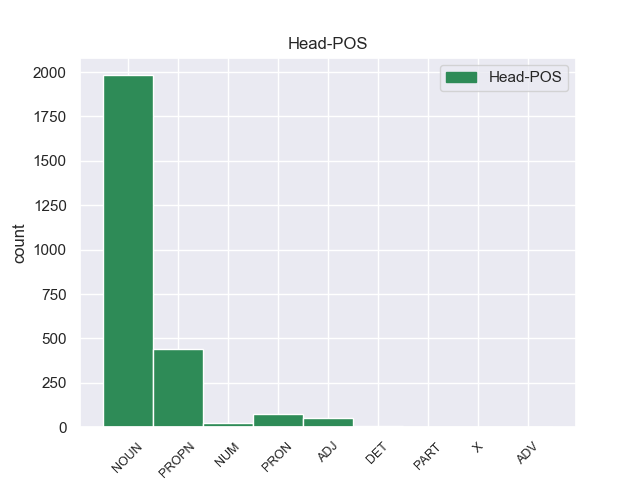 Head-POS
Head-POS
2000
1750
1500
1250
1000
750
500
250
0
count
NOUN
PROPN
NUM
PRON
ADJ
DET
PART
X
ADV